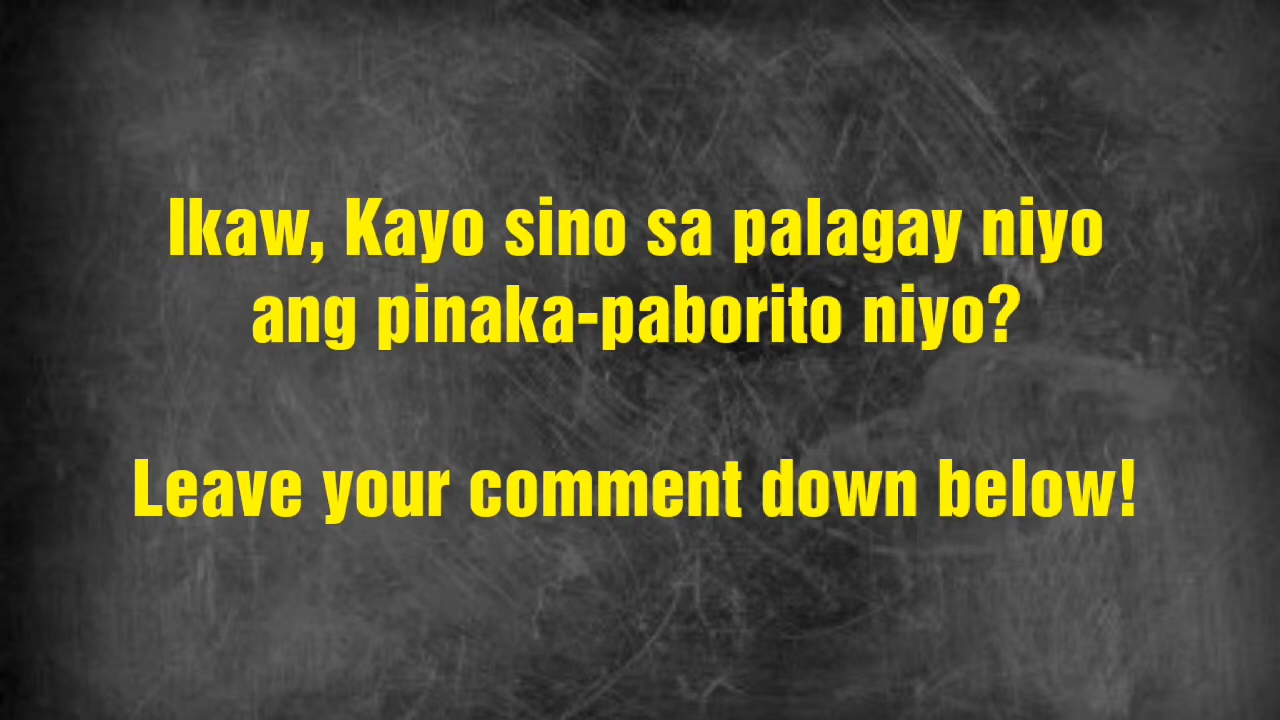 Ikaw, Kayo sino sa palagay niyo
ang pinaka-paborito niyo?
Leave your comment down below!